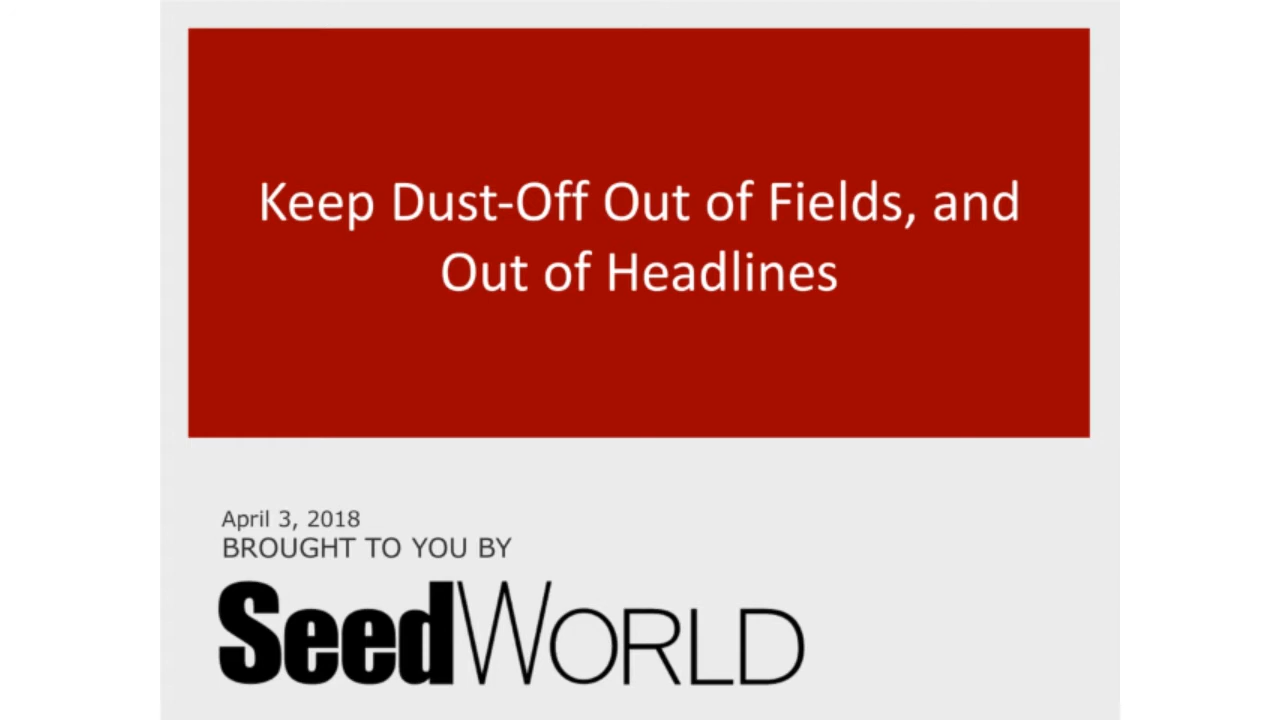 Keep Dust-Off Out of Fields, and
Out of Headlines
April 3, 2018
BROUGHT TO YOU BY
SeedWORLD